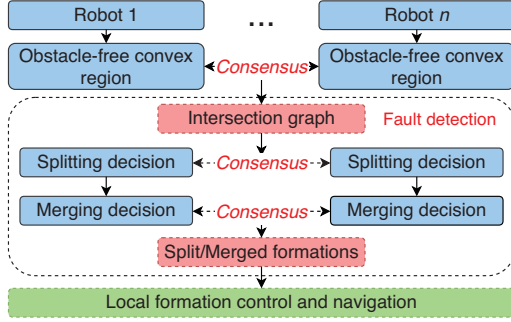 Robot 1
...
Robot n
Obstacle-free convex
region
Consensus
Obstacle-free convex
region
Intersection graph
Fault detection
Splitting decision
Consensus
Splitting decision
Merging decision
Consensus
Merging decision
Split/Merged formations
Local formation control and navigation